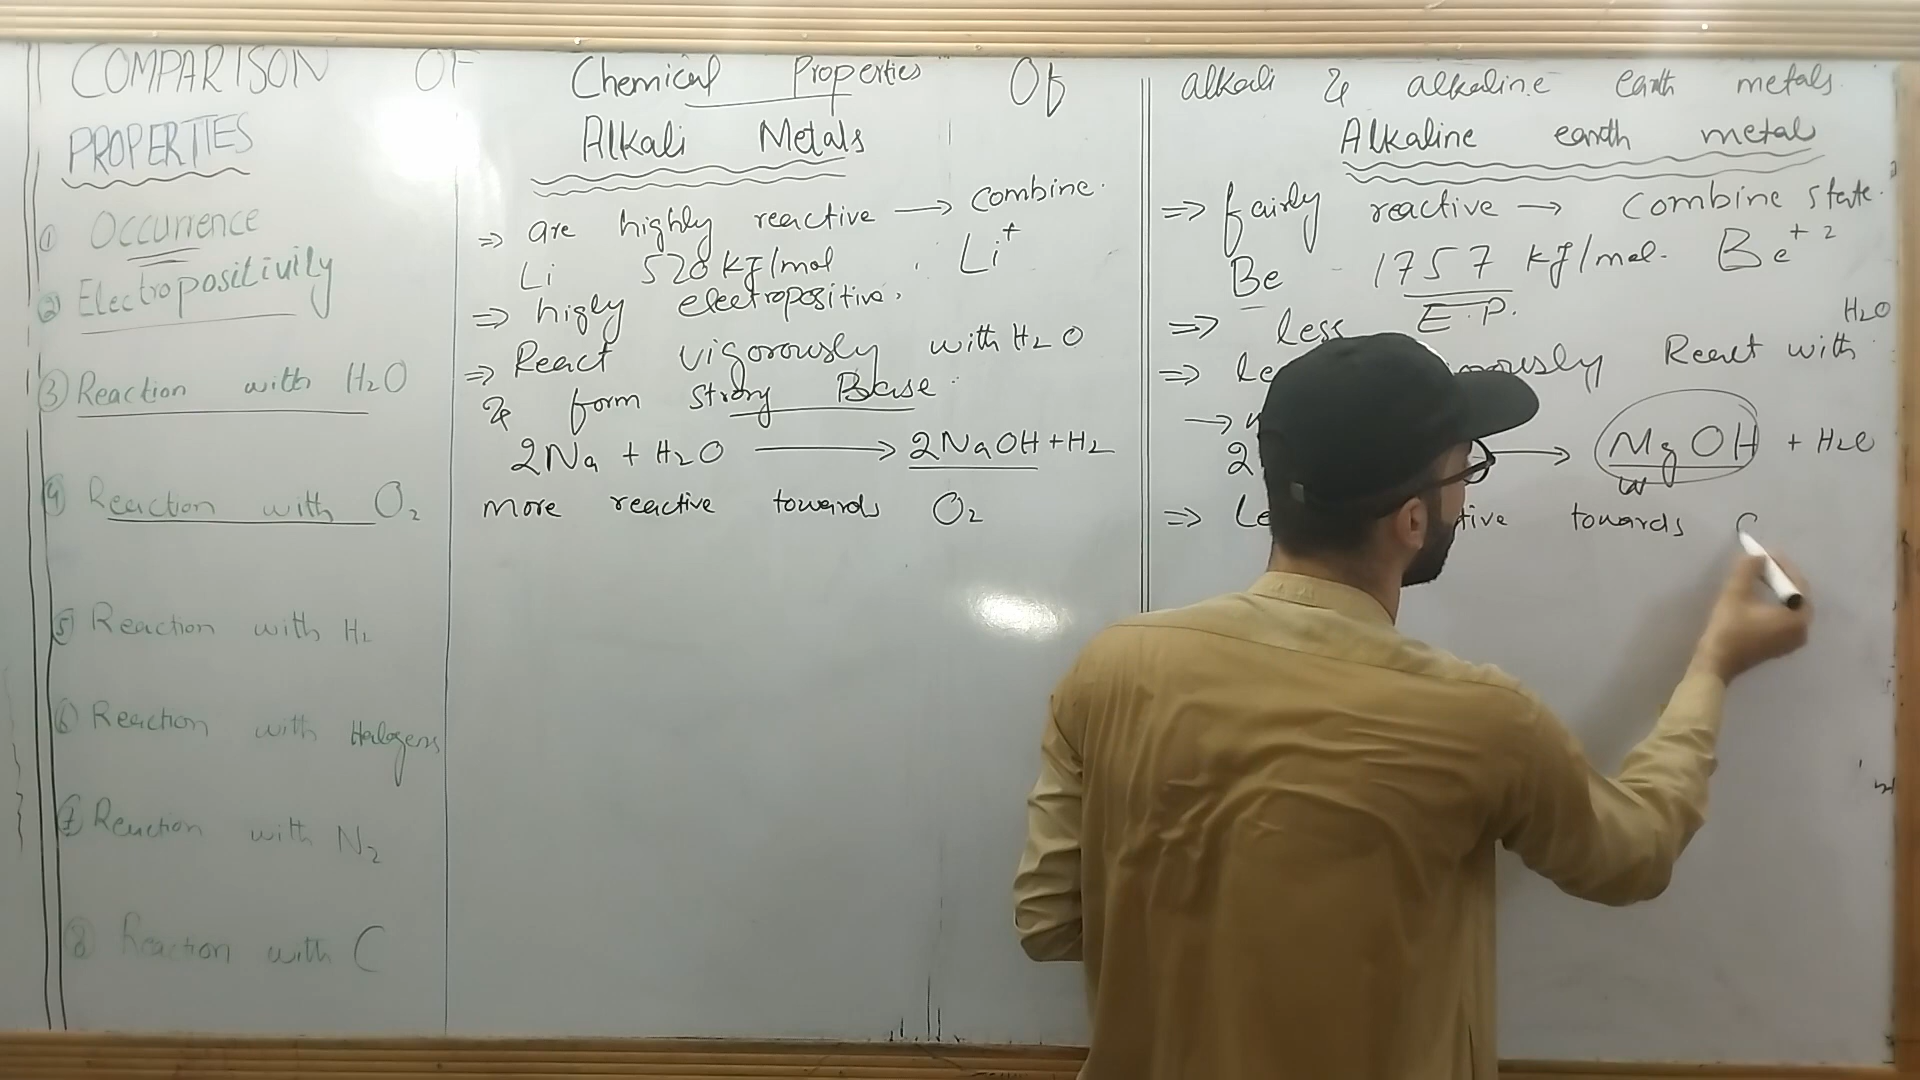 COMPARISON OF Chemical Properties Of alkali & alkaline earth metals.
PROPERTIES
① Occurrence
② Electropositivity
③ Reaction with H₂O
④ Reaction with O₂
⑤ Reaction with H₂
⑥ Reaction with Halogens
⑦ Reaction with N₂
⑧ Reaction with C
Alkali Metals
⇒ are highly reactive → combine.
Li 520 KJ/mol . Li⁺
⇒ higly electropositive.
⇒ React vigorously with H₂O
& form strong Base.
2Na + H₂O → 2NaOH + H₂
more reactive towards O₂
Alkaline earth metal
⇒ fairly reactive → combine state.
Be - 1757 KJ/mol. Be⁺²
⇒ less E.P.
H₂O
⇒ React with
→
2 → MgOH + H₂O
w
⇒ towards